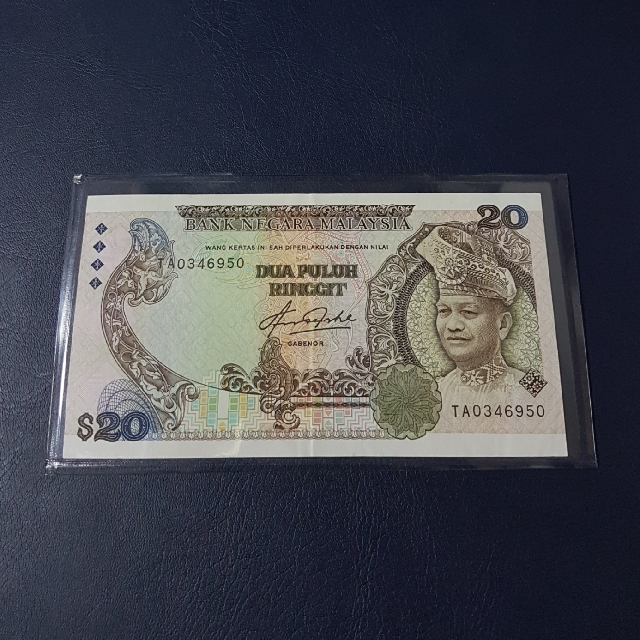 BANK NEGARA MALAYSIA
20
WANG KERTAS INI SAH DIPERLAKUKAN DENGAN NILAI
TA0346950
DUA PULUH
RINGGIT
GABENOR
$20
TA0346950